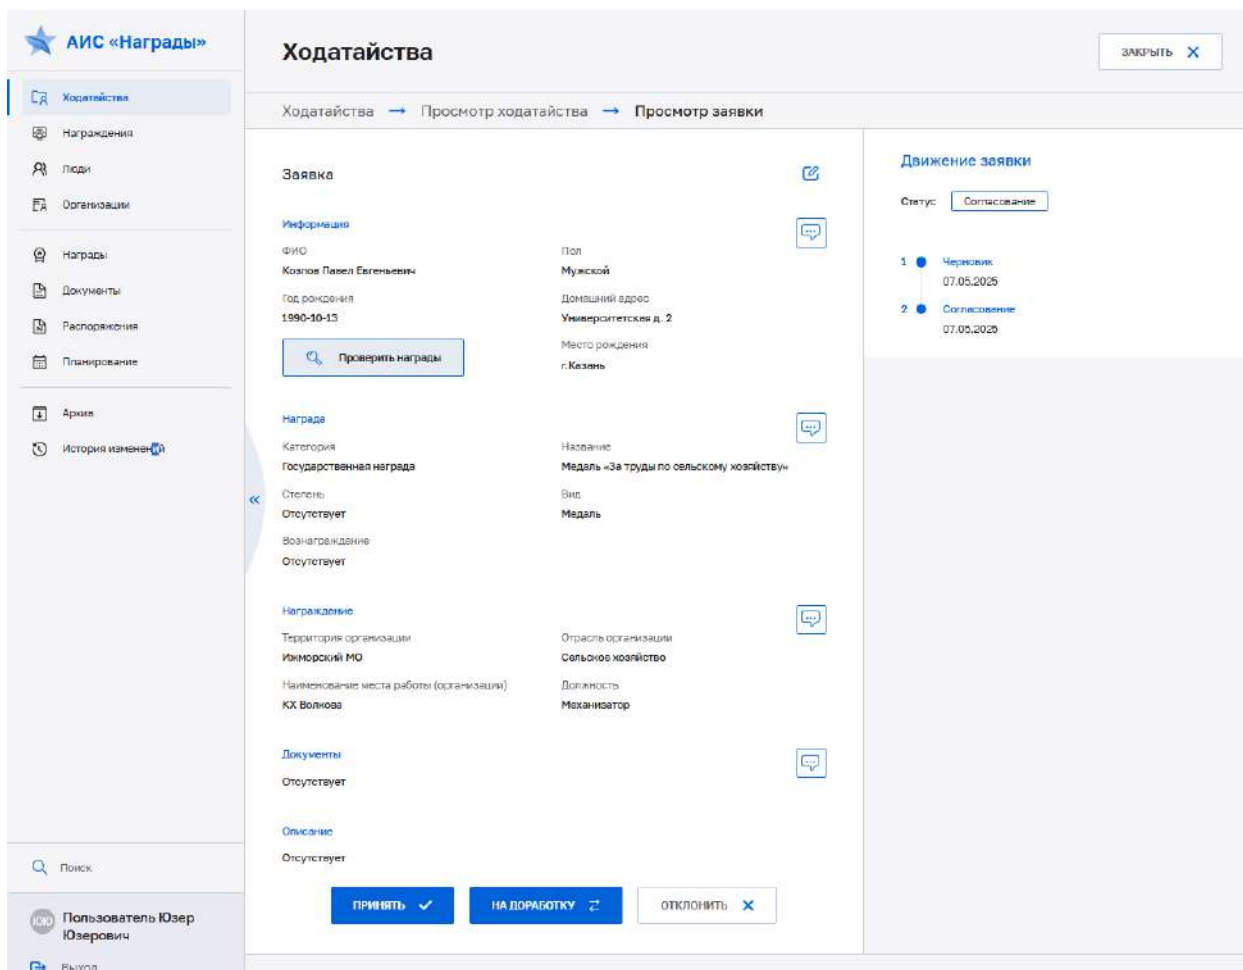 АИС «Награды»
Ходатайства
Награждения
Люди
Организации
Награды
Документы
Распоряжения
Планирование
Архив
История изменений
Поиск
ЮЮ
Пользователь Юзер
Юзерович
Выход
Ходатайства
ЗАКРЫТЬ
Ходатайства → Просмотр ходатайства → Просмотр заявки
Заявка
Информация
ФИО
Козлов Павел Евгеньевич
Пол
Мужской
Год рождения
1990-10-13
Домашний адрес
Университетская д. 2
Проверить награды
Место рождения
г.Казань
Награда
Категория
Государственная награда
Название
Медаль «За труды по сельскому хозяйству»
Степень
Отсутствует
Вид
Медаль
Вознаграждение
Отсутствует
Награждение
Территория организации
Ижморский МО
Отрасль организации
Сельское хозяйство
Наименование места работы (организации)
КХ Волкова
Должность
Механизатор
Документы
Отсутствует
Описание
Отсутствует
ПРИНЯТЬ
НА ДОРАБОТКУ
ОТКЛОНИТЬ
Движение заявки
Статус Согласование
1 Черновик
07.05.2025
2 Согласование
07.05.2025